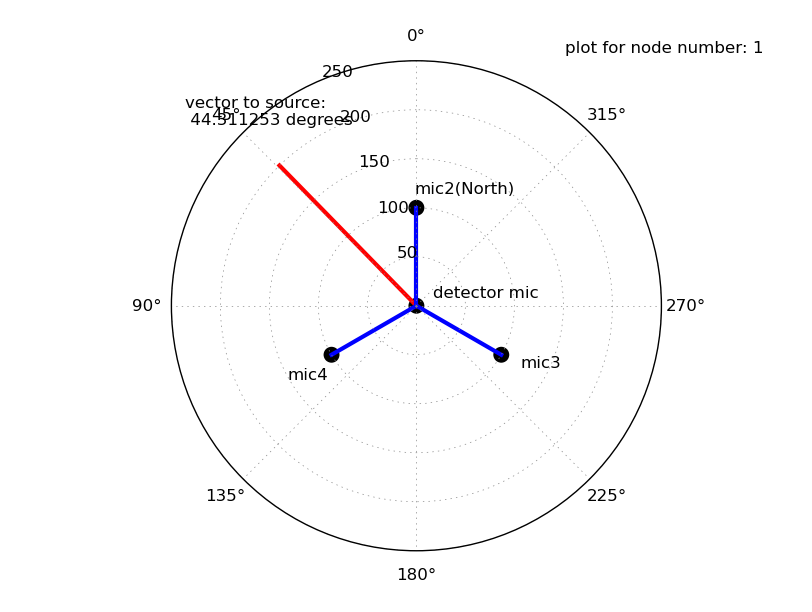 0°
plot for node number: 1
250
vector to source:
45°
200
315°
44.511253 degrees
150
mic2(North)
100
50
detector mic
90°
270°
mic3
mic4
135°
225°
180°